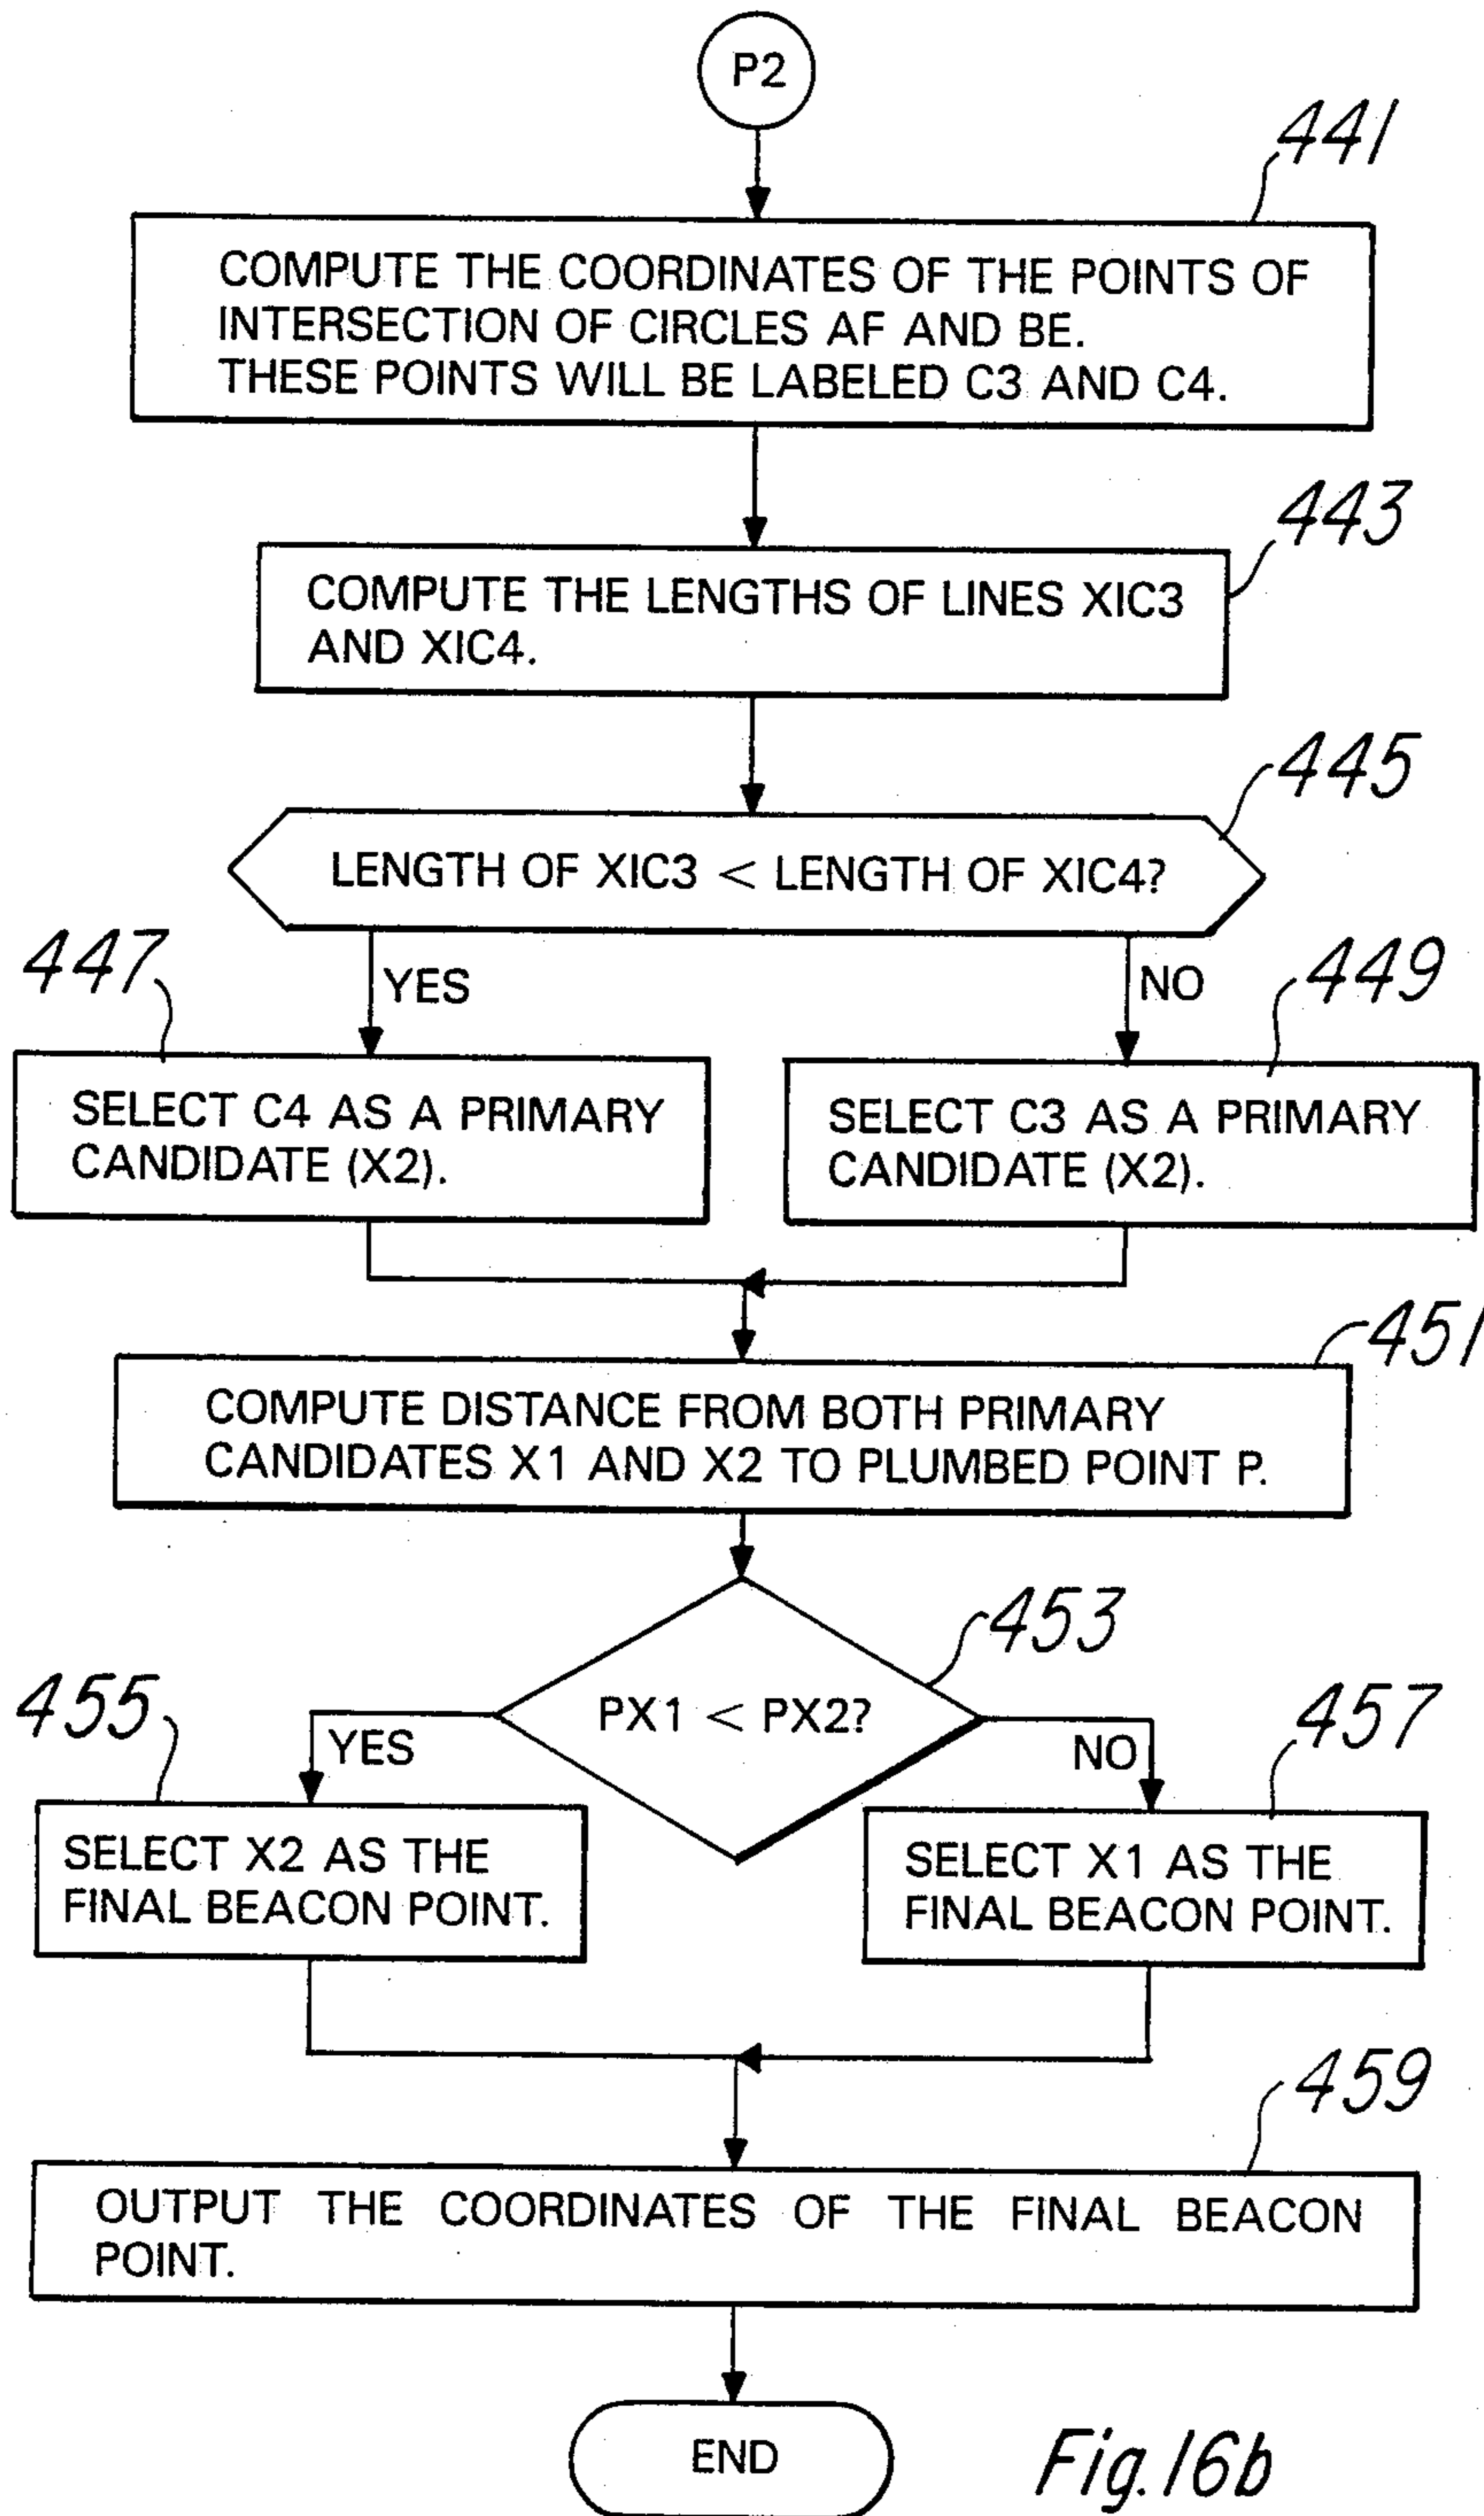 P2
441
COMPUTE THE COORDINATES OF THE POINTS OF
INTERSECTION OF CIRCLES AF AND BE.
THESE POINTS WILL BE LABELED C3 AND C4.
443
COMPUTE THE LENGTHS OF LINES XIC3
AND XIC4.
445
LENGTH OF XIC3 < LENGTH OF XIC4?
447
YES
NO
449
SELECT C4 AS A PRIMARY
CANDIDATE (X2).
SELECT C3 AS A PRIMARY
CANDIDATE (X2).
451
COMPUTE DISTANCE FROM BOTH PRIMARY
CANDIDATES X1 AND X2 TO PLUMBED POINT P.
453
PX1 < PX2?
455
YES
NO
457
SELECT X2 AS THE
FINAL BEACON POINT.
SELECT X1 AS THE
FINAL BEACON POINT.
459
OUTPUT THE COORDINATES OF THE FINAL BEACON
POINT.
END
Fig.16b